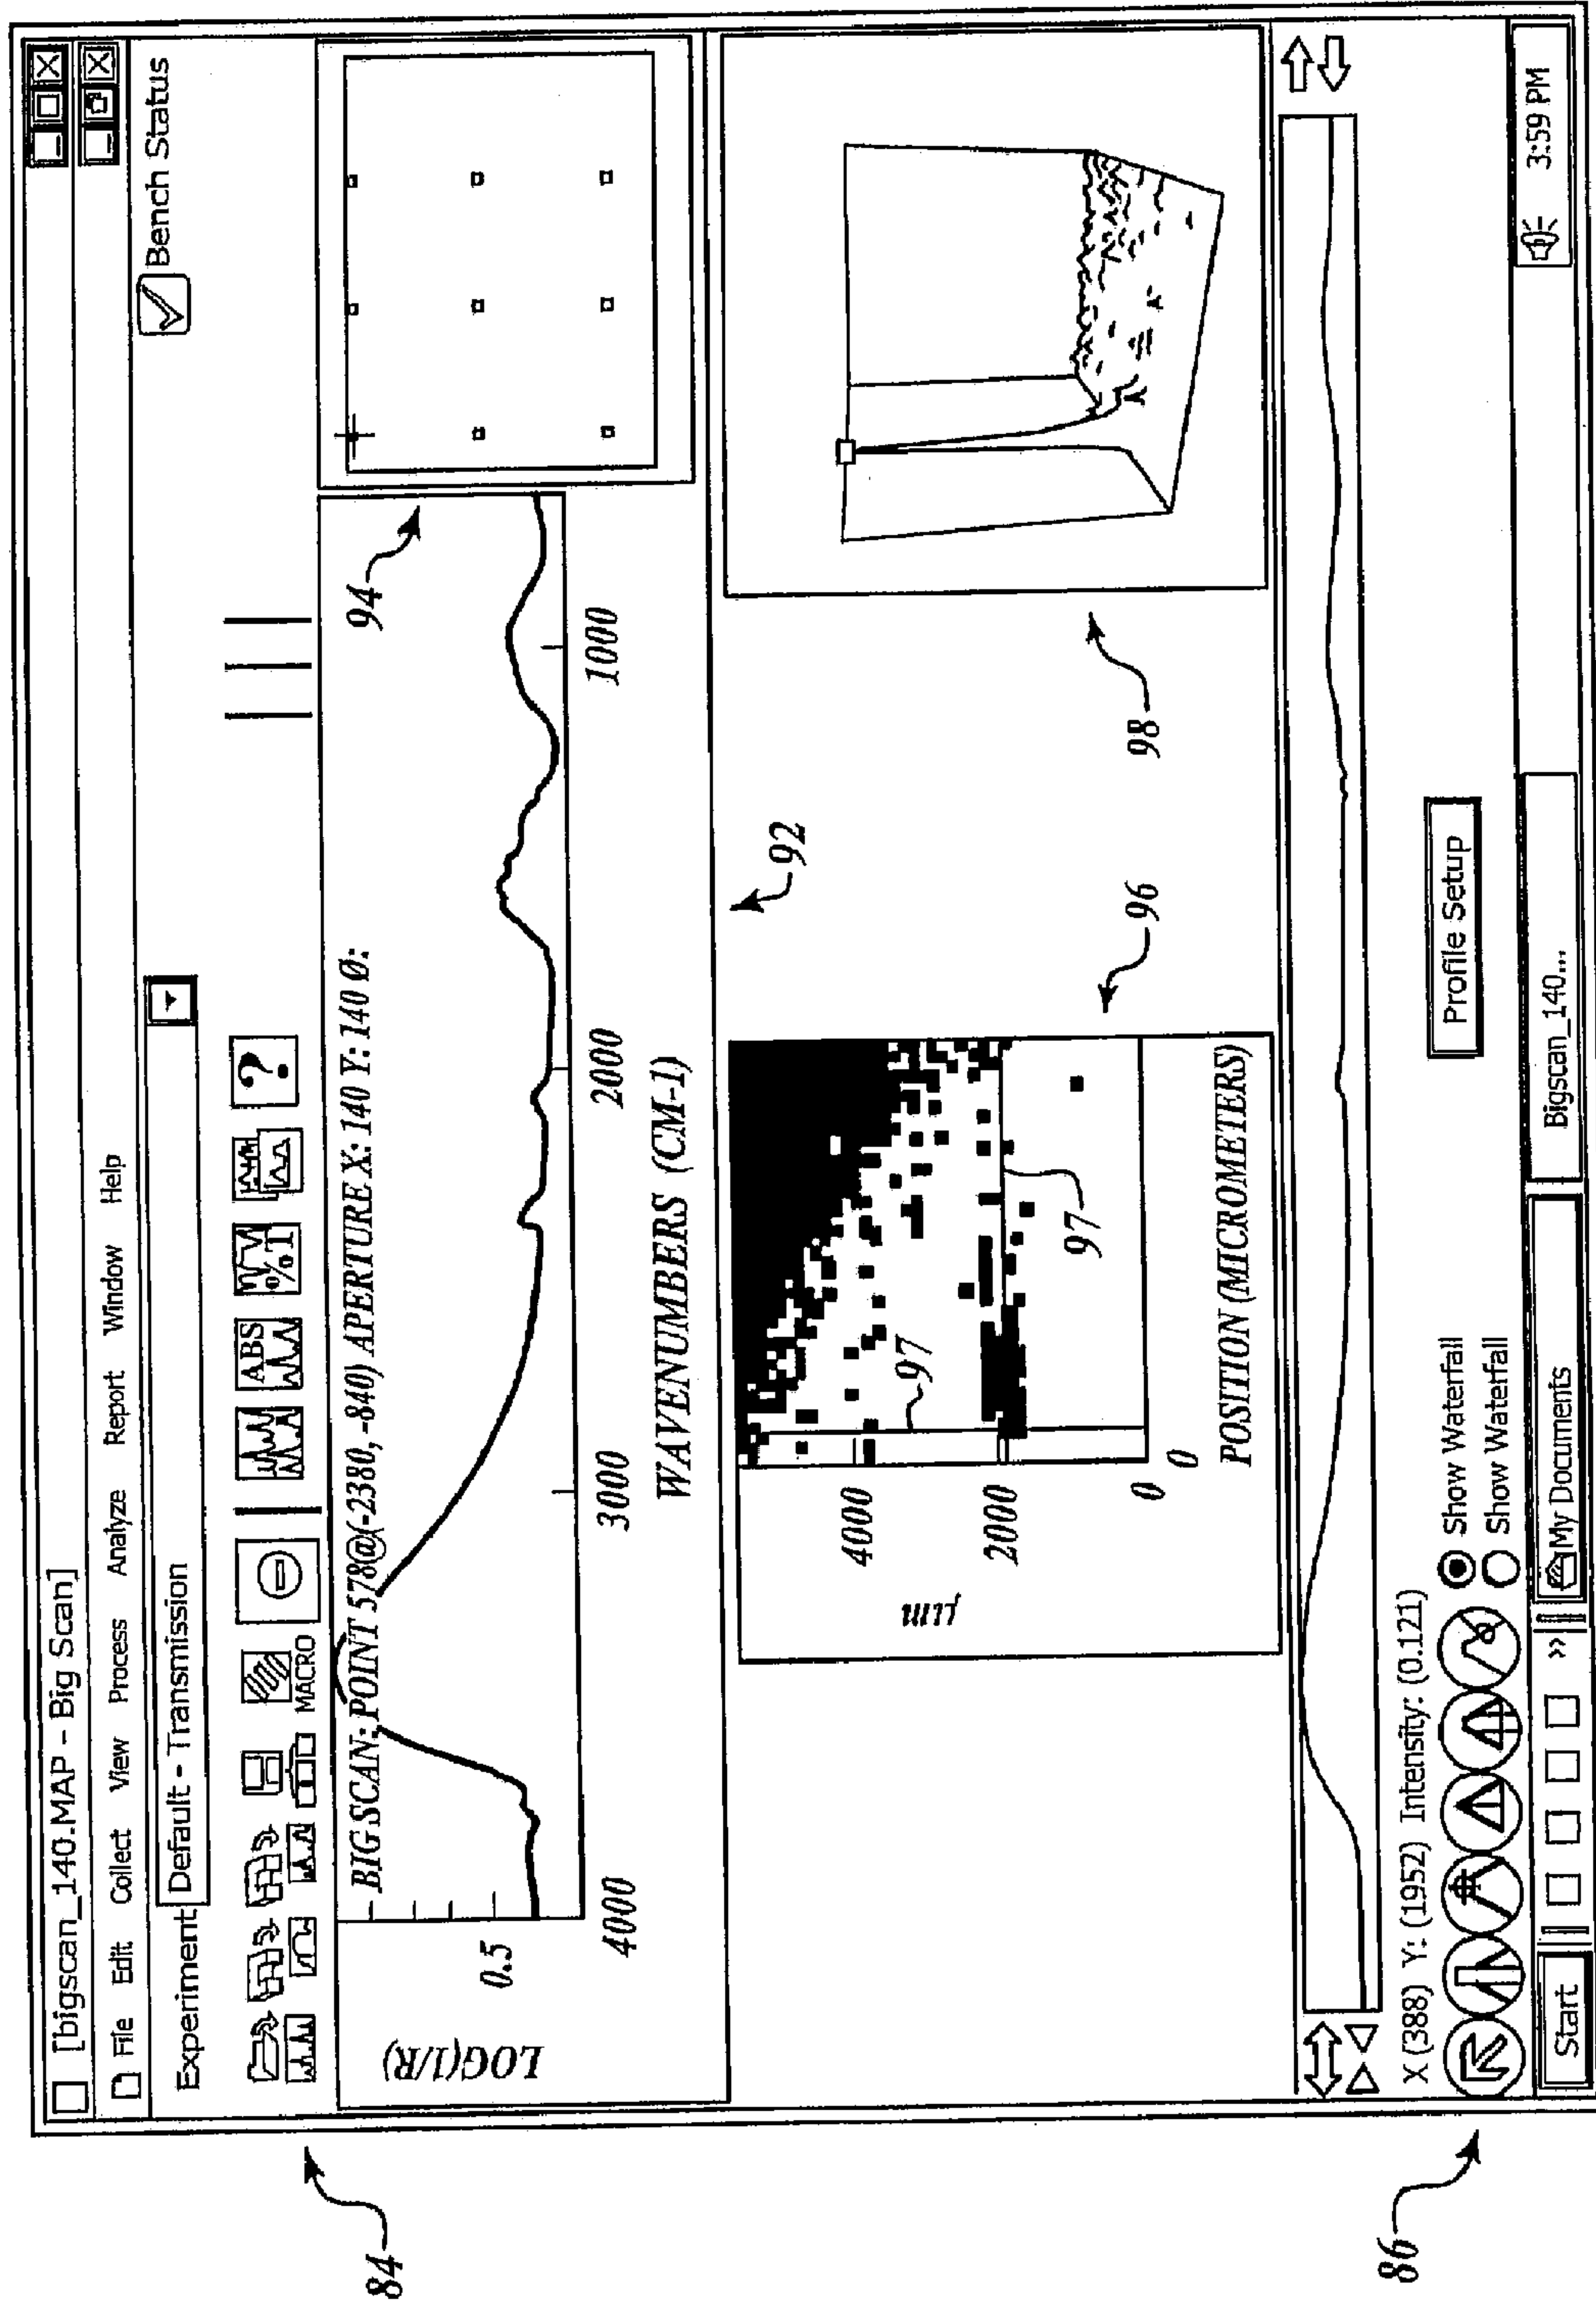 [bigscan_140.MAP - Big Scan]
File Edit Collect View Process Analyze Report Window Help
Experiment Default - Transmission
Bench Status
MACRO
ABS
%T
?
84
BIGSCAN: POINT 578@(-2380, -840) APERTURE X: 140 Y: 140 Ø:
94
LOG(1/R)
0.5
4000 3000 2000 1000
WAVENUMBERS (CM-1)
92
µm
4000
2000
0
0
97
97
POSITION (MICROMETERS)
96
98
X (388) Y: (1952) Intensity: (0.121)
Show Waterfall
Show Waterfall
Profile Setup
86
Start
»
My Documents
Bigscan_140...
3:59 PM